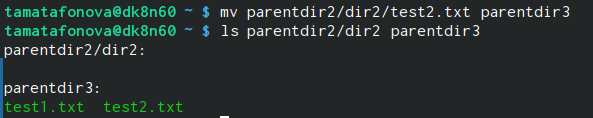 tamatafonova@dk8n60 ~ $ mv parentdir2/dir2/test2.txt parentdir3
tamatafonova@dk8n60 ~ $ ls parentdir2/dir2 parentdir3
parentdir2/dir2:
parentdir3:
test1.txt  test2.txt